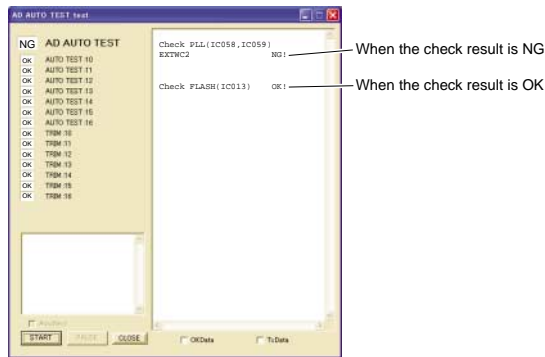 AD AUTO TEST test
NG AD AUTO TEST
OK AUTO TEST:10
OK AUTO TEST:11
OK AUTO TEST:12
OK AUTO TEST:13
OK AUTO TEST:14
OK AUTO TEST:15
OK AUTO TEST:16
OK TRIM:10
OK TRIM:11
OK TRIM:12
OK TRIM:13
OK TRIM:14
OK TRIM:15
OK TRIM:16
Check PLL(IC058,IC059)
EXTWC2 NG!
Check FLASH(IC013) OK!
When the check result is NG
When the check result is OK
START PAUSE CLOSE
OKData TxData